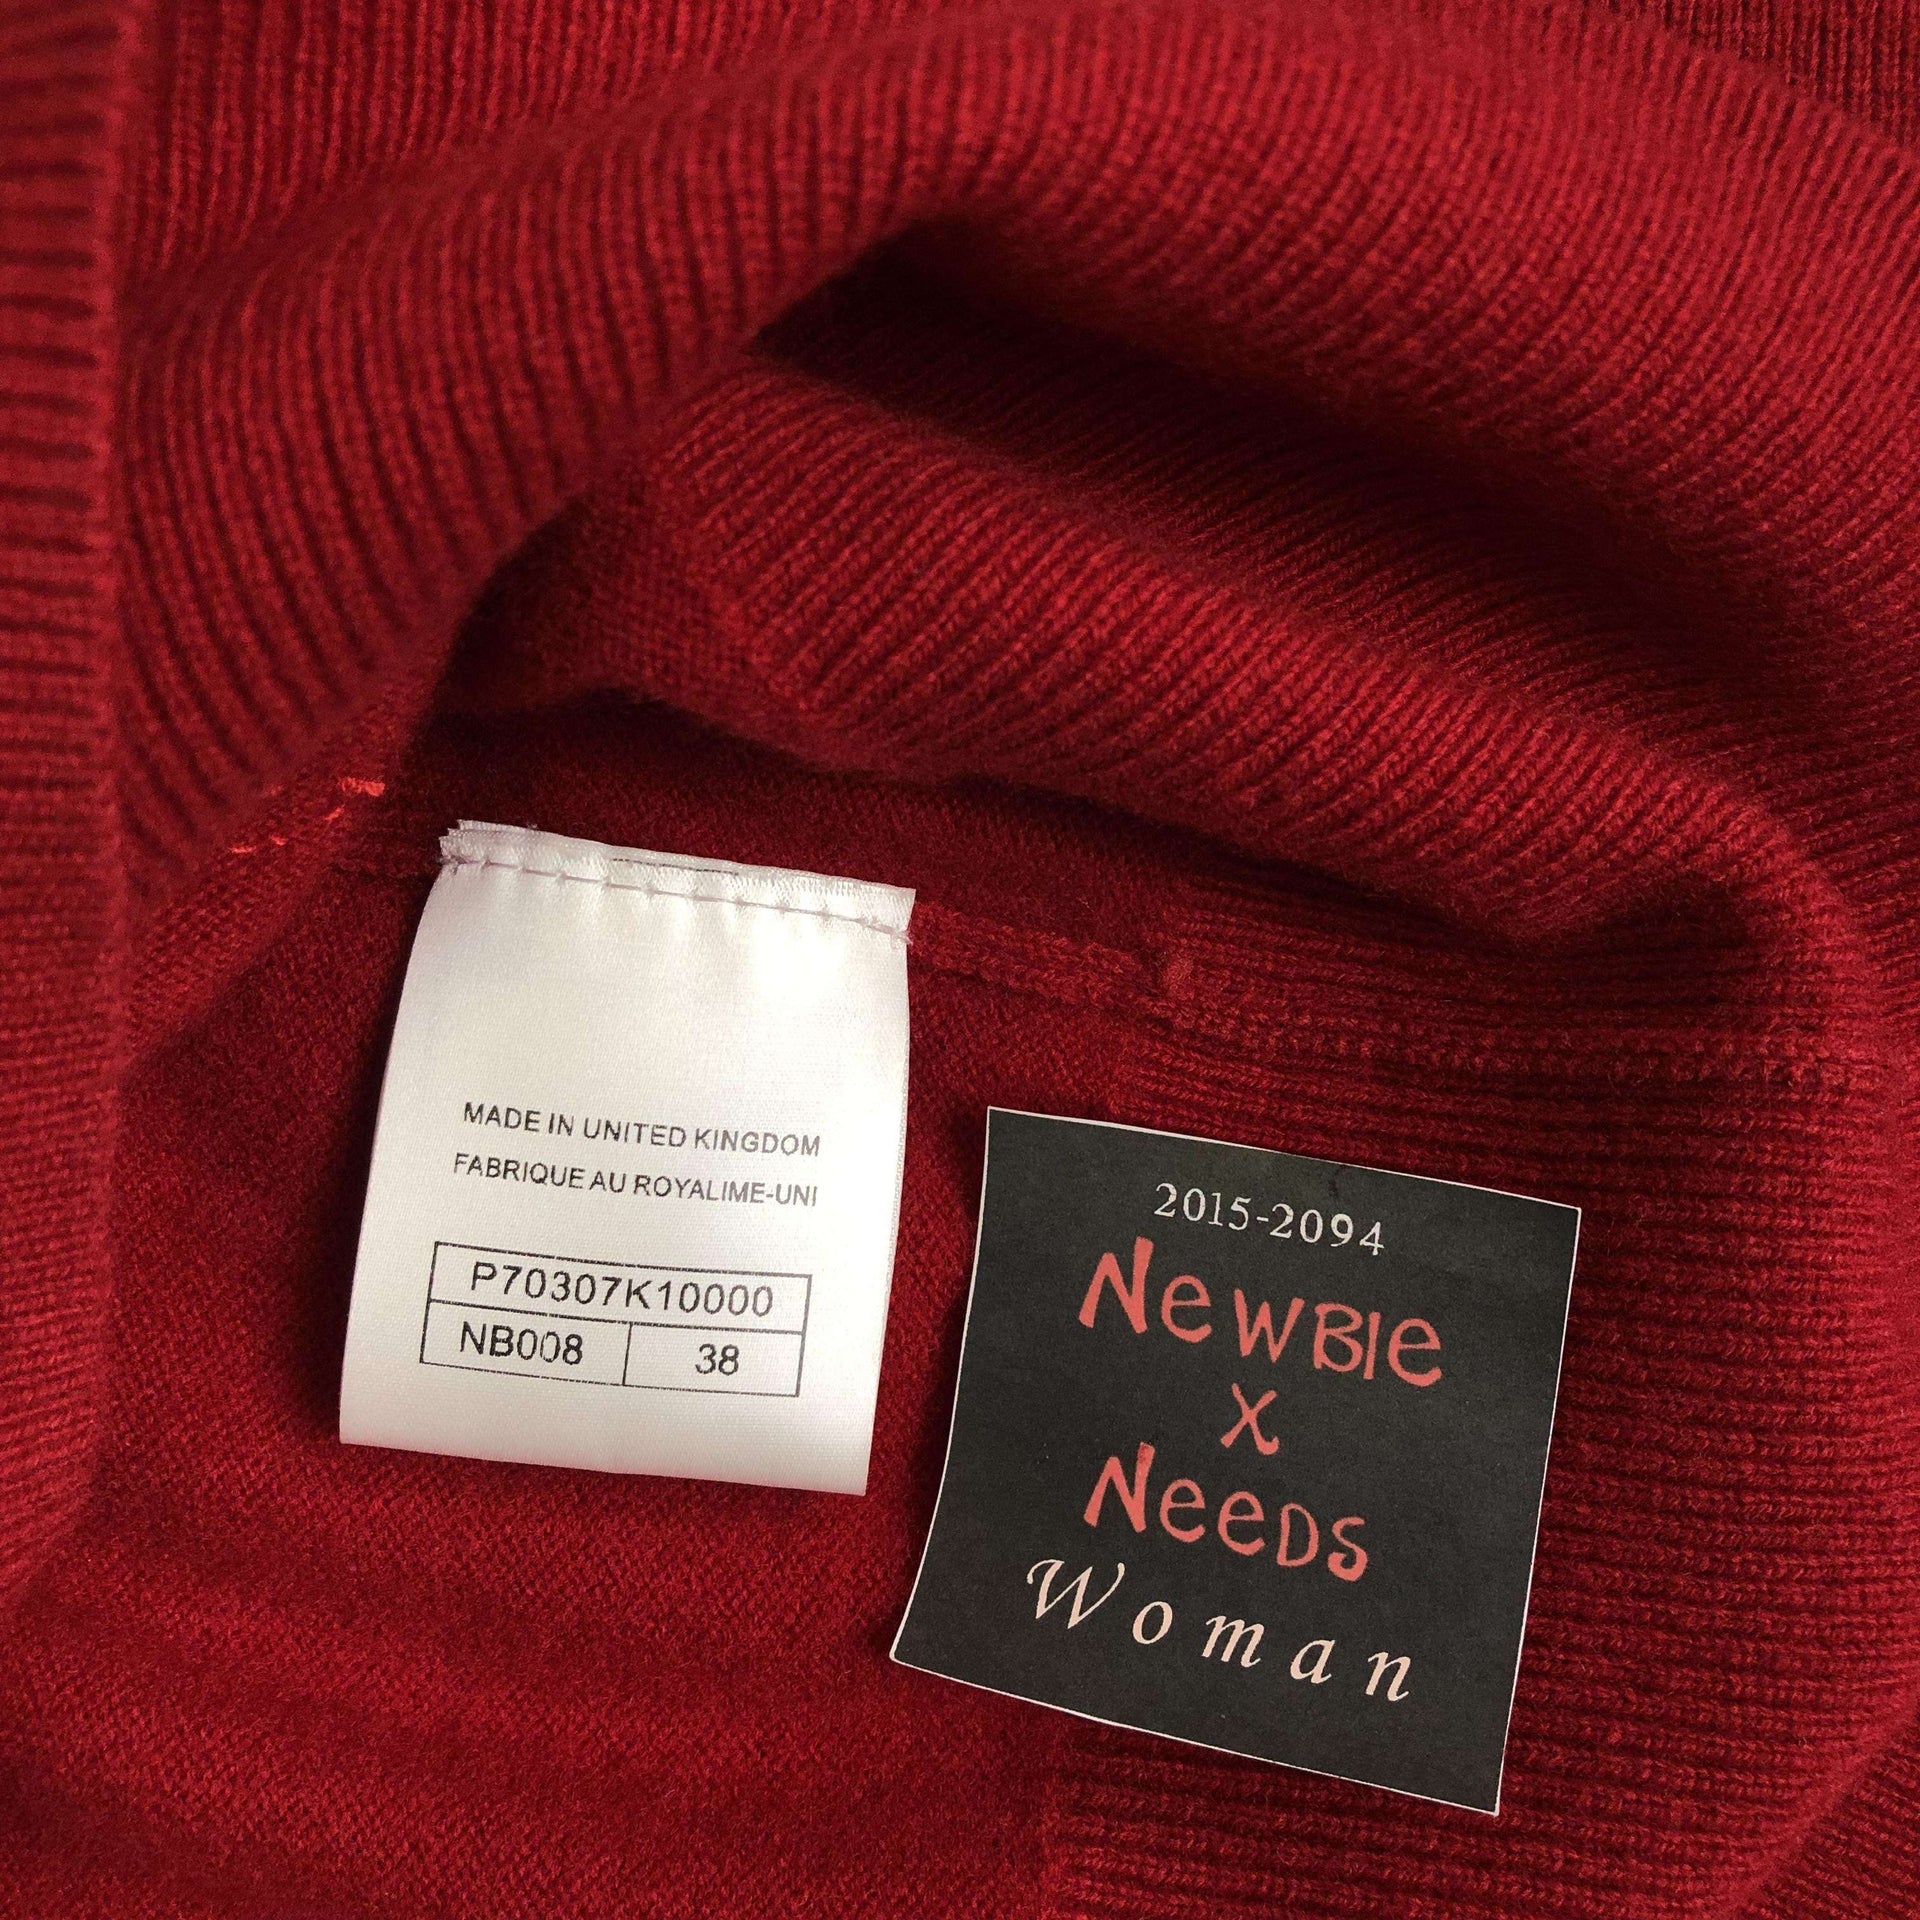 MADE IN UNITED KINGDOM
FABRIQUE AU ROYALIME-UNI
P70307K10000
NB008 38
2015-2094
Newbie
x
Needs
Woman